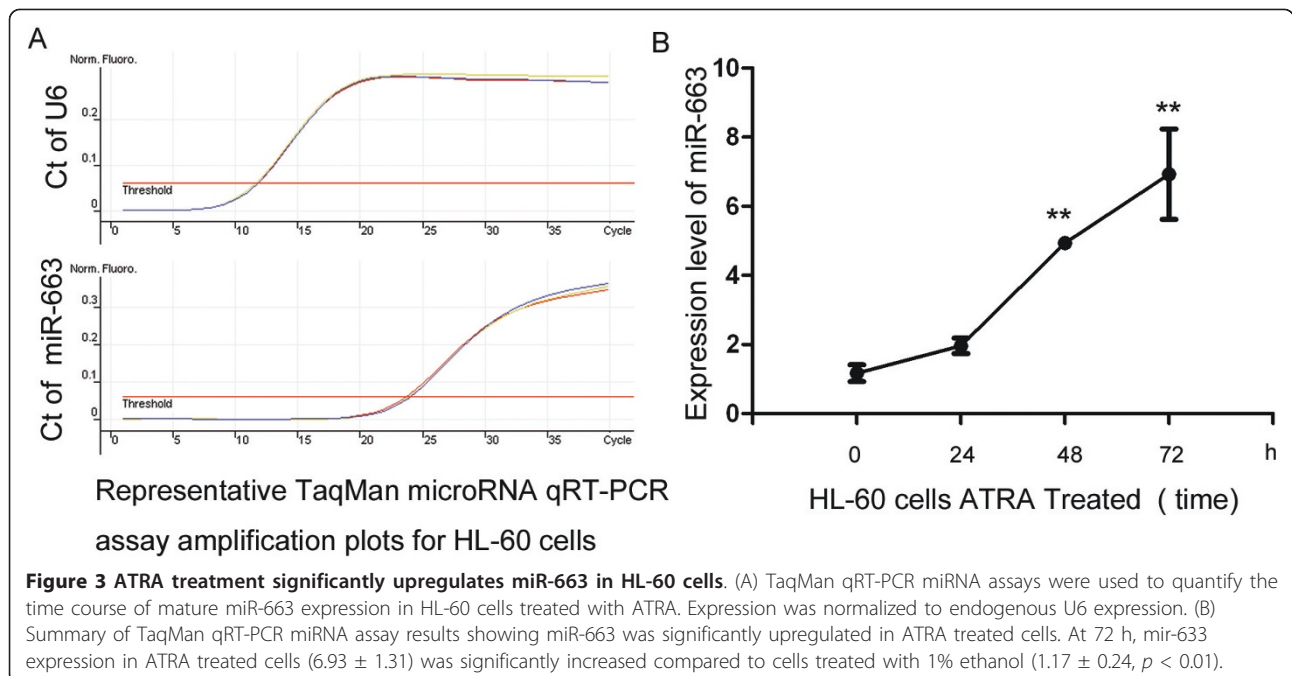 A
Norm. Fluoro.
Ct of U6
0.2
0.1
Threshold
0
0 5 10 15 20 25 30 35 Cycle
Norm. Fluoro.
Ct of miR-663
0.3
0.2
0.1
Threshold
0
0 5 10 15 20 25 30 35 Cycle
Representative TaqMan microRNA qRT-PCR
assay amplification plots for HL-60 cells
B
Expression level of miR-663
10
8
6
4
2
0
**
**
0 24 48 72 h
HL-60 cells ATRA Treated ( time)
Figure 3 ATRA treatment significantly upregulates miR-663 in HL-60 cells. (A) TaqMan qRT-PCR miRNA assays were used to quantify the
time course of mature miR-663 expression in HL-60 cells treated with ATRA. Expression was normalized to endogenous U6 expression. (B)
Summary of TaqMan qRT-PCR miRNA assay results showing miR-663 was significantly upregulated in ATRA treated cells. At 72 h, mir-633
expression in ATRA treated cells (6.93 ± 1.31) was significantly increased compared to cells treated with 1% ethanol (1.17 ± 0.24, p < 0.01).